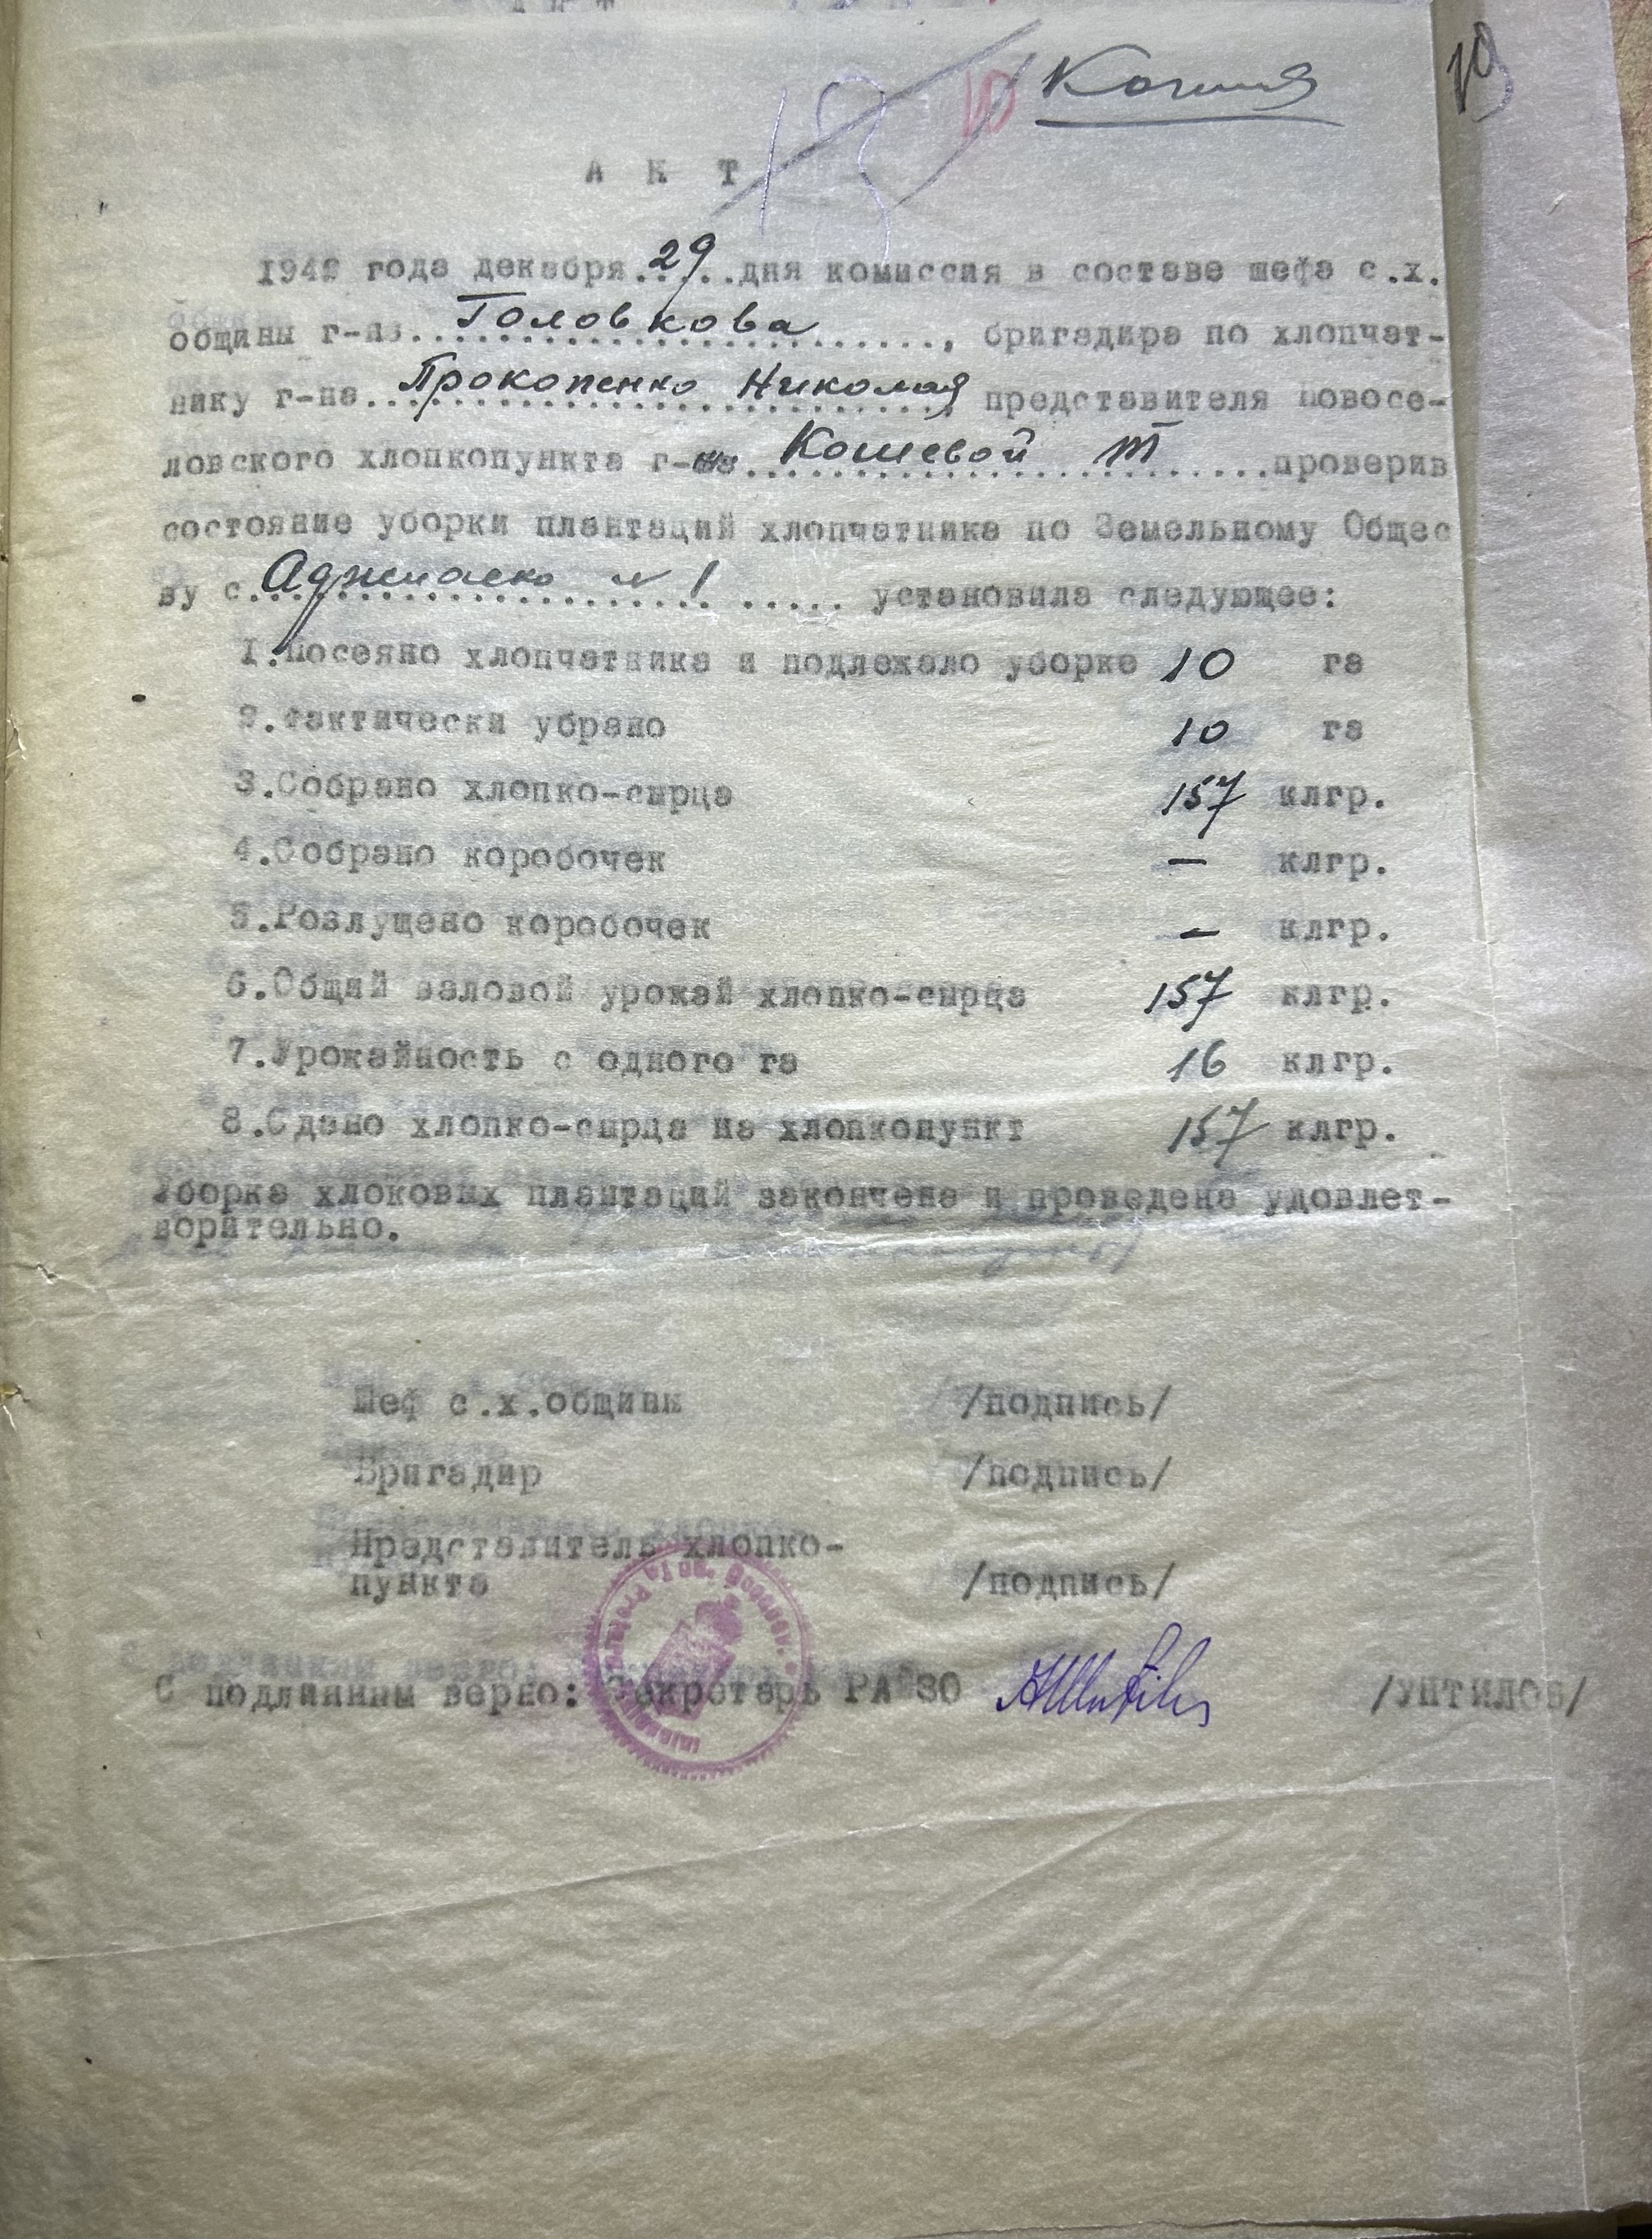 Копия
10
19
А К Т
1942 года декабря 29 дня комиссия в составе шефа с.х.
общины г-на Головкова, бригадира по хлопчат-
нику г-на Прокопенко Николая, представителя Новосе-
ловского хлопкопункта г-на Кошевой Т проверив
состояние уборки плантаций хлопчатника по Земельному Общес
ву с. Аджиаско № 1 установила следующее:
1.Посеяно хлопчатника и подлежало уборке 10 га
2.Фактически убрано 10 га
3.Собрано хлопко-сырца 157 клгр.
4.Собрано коробочек — клгр.
5.Розлущено коробочек — клгр.
6.Общий валовой урожай хлопко-сырца 157 клгр.
7.Урожайность с одного га 16 клгр.
8.Сдано хлопко-сырца на хлопкопункт 157 клгр.
Уборка хлоковых плантаций закончена и проведена удовлет-
ворительно.
Шеф с.х.общины /подпись/
Бригадир /подпись/
Представитель хлопко-
пункта /подпись/
С подлинным верно: Секретарь РАЗО /УНТИЛОВ/